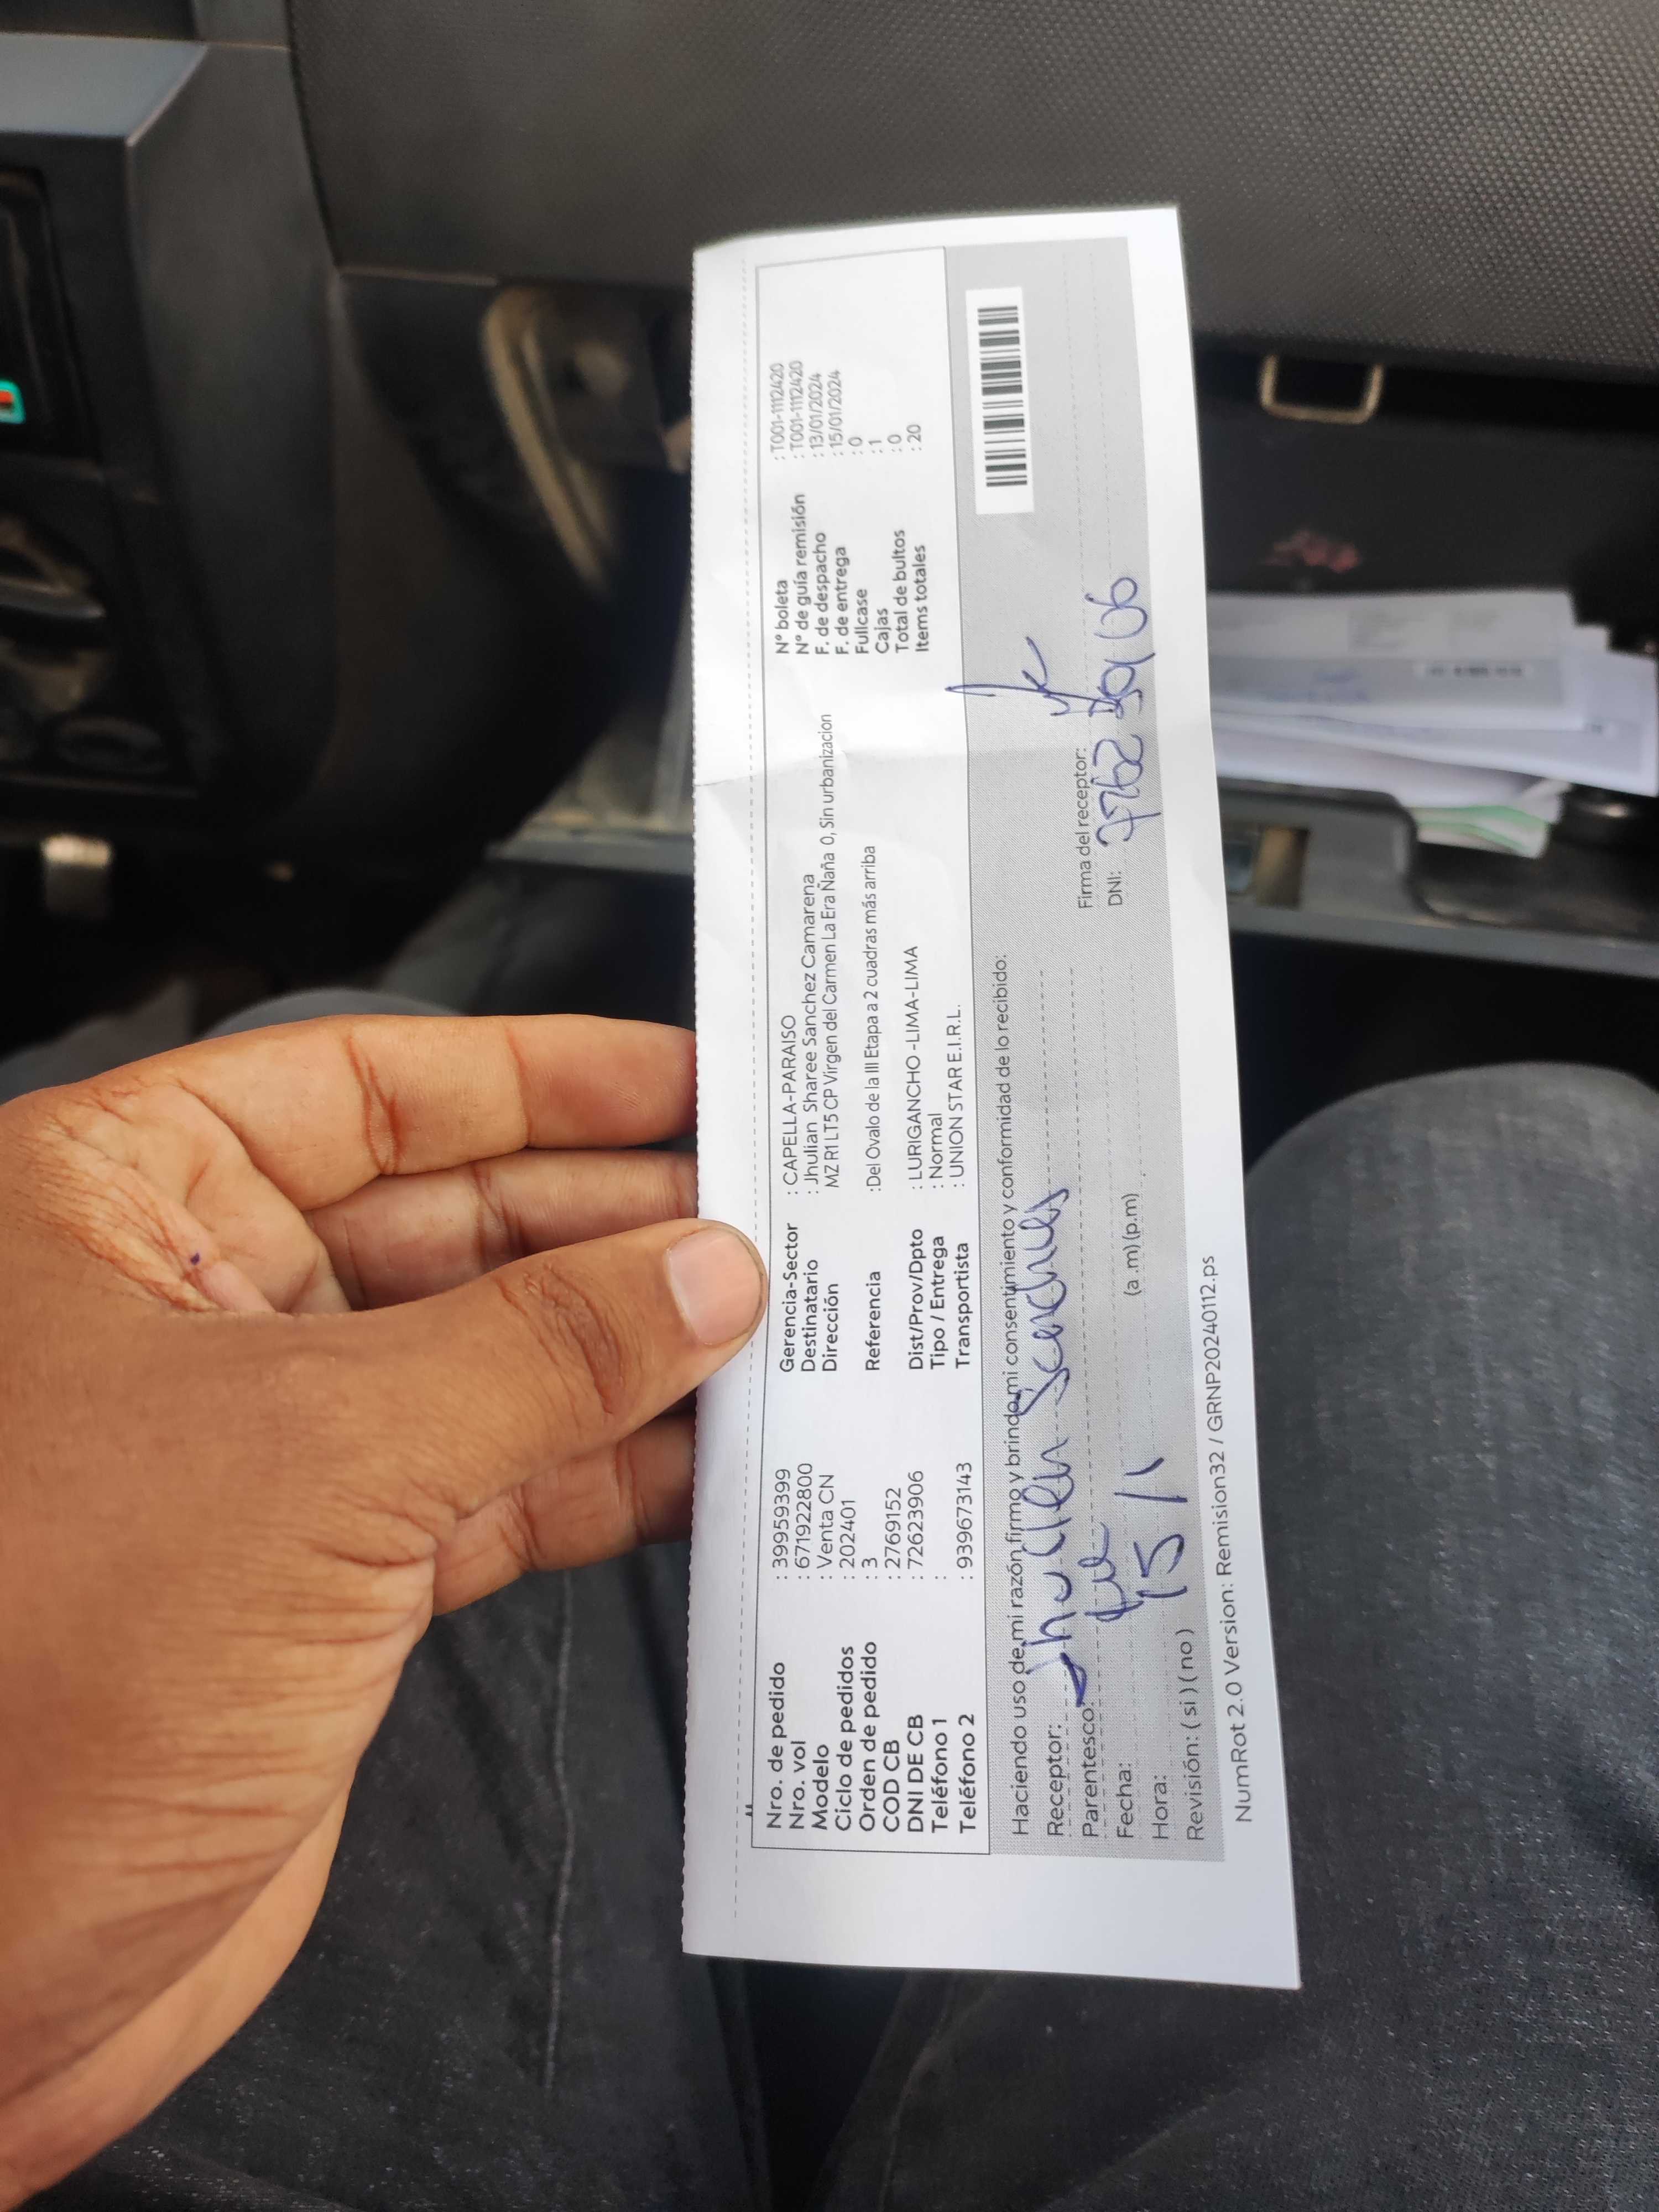 Nro. de pedido : 39959399
Nro. vol : 671922800
Modelo : Venta CN
Ciclo de pedidos : 202401
Orden de pedido : 3
COD CB : 2769152
DNI DE CB : 72623906
Teléfono 1 :
Teléfono 2 : 939673143
Gerencia-Sector : CAPELLA-PARAISO
Destinatario : Jhulian Sharee Sanchez Camarena
Dirección MZ R1 LT5 CP Virgen del Carmen La Era Ñaña 0, Sin urbanizacion
Referencia :Del Ovalo de la III Etapa a 2 cuadras más arriba
Dist/Prov/Dpto : LURIGANCHO -LIMA-LIMA
Tipo / Entrega : Normal
Transportista : UNION STAR E.I.R.L.
N° boleta : T001-1112420
N° de guía remisión : T001-1112420
F. de despacho : 13/01/2024
F. de entrega : 15/01/2024
Fullcase : 0
Cajas : 1
Total de bultos : 0
Items totales : 20
Haciendo uso de mi razón firmo y brindo mi consentimiento y conformidad de lo recibido:
Receptor:
Parentesco:
Firma del receptor:
Fecha: 15/1
DNI:
Hora: (a .m) (p.m)
Revisión: ( si ) ( no )
NumRot 2.0 Version: Remision32 / GRNP20240112.ps